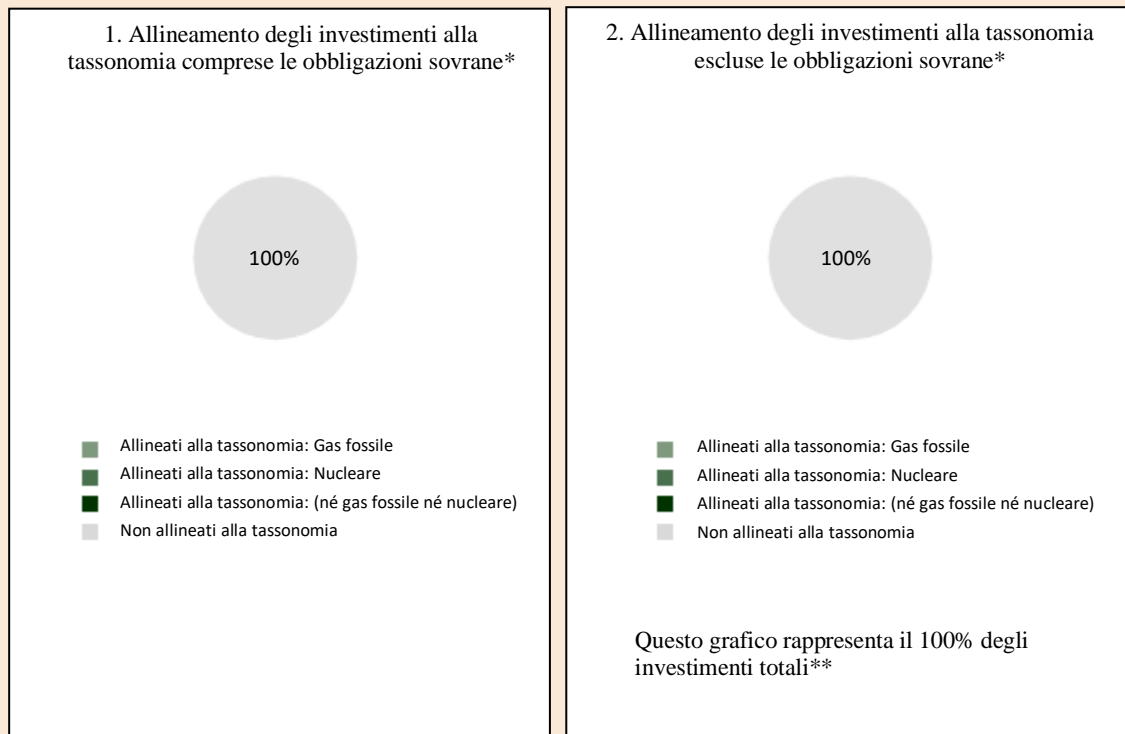 1. Allineamento degli investimenti alla
tassonomia comprese le obbligazioni sovrane*
100%
Allineati alla tassonomia: Gas fossile
Allineati alla tassonomia: Nucleare
Allineati alla tassonomia: (né gas fossile né nucleare)
Non allineati alla tassonomia
2. Allineamento degli investimenti alla tassonomia
escluse le obbligazioni sovrane*
100%
Allineati alla tassonomia: Gas fossile
Allineati alla tassonomia: Nucleare
Allineati alla tassonomia: (né gas fossile né nucleare)
Non allineati alla tassonomia
Questo grafico rappresenta il 100% degli
investimenti totali**